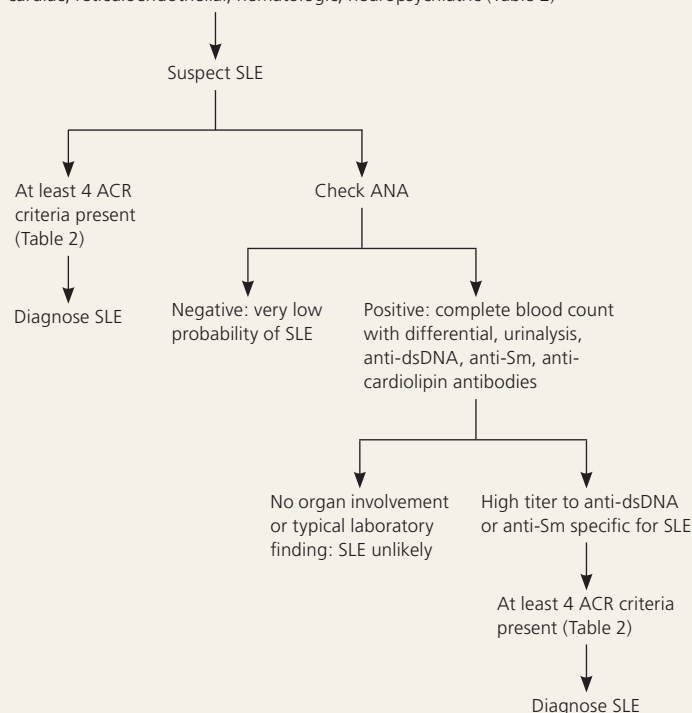 cardiac, reticuloendothelial, hematologic, neuropsychiatric (Table 2)
Suspect SLE
At least 4 ACR
criteria present
(Table 2)
Diagnose SLE
Check ANA
Negative: very low
probability of SLE
Positive: complete blood count
with differential, urinalysis,
anti-dsDNA, anti-Sm, anti-
cardiolipin antibodies
No organ involvement
or typical laboratory
finding: SLE unlikely
High titer to anti-dsDNA
or anti-Sm specific for SLE
At least 4 ACR criteria
present (Table 2)
Diagnose SLE